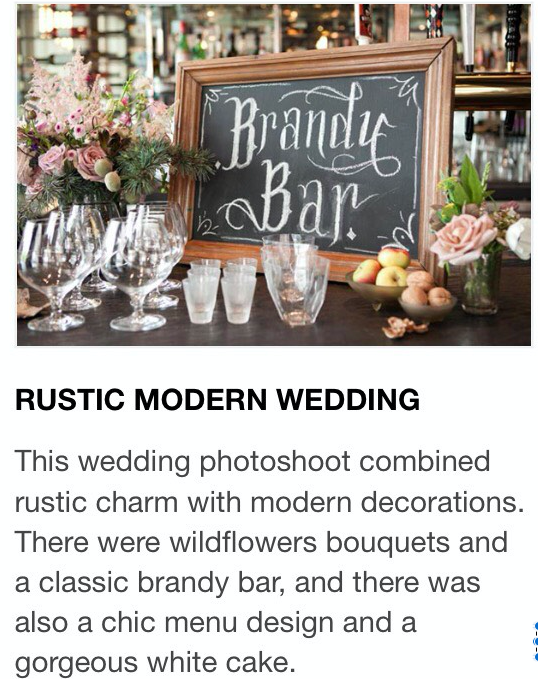 Brandy
Bar.
RUSTIC MODERN WEDDING
This wedding photoshoot combined
rustic charm with modern decorations.
There were wildflowers bouquets and
a classic brandy bar, and there was
also a chic menu design and a
gorgeous white cake.